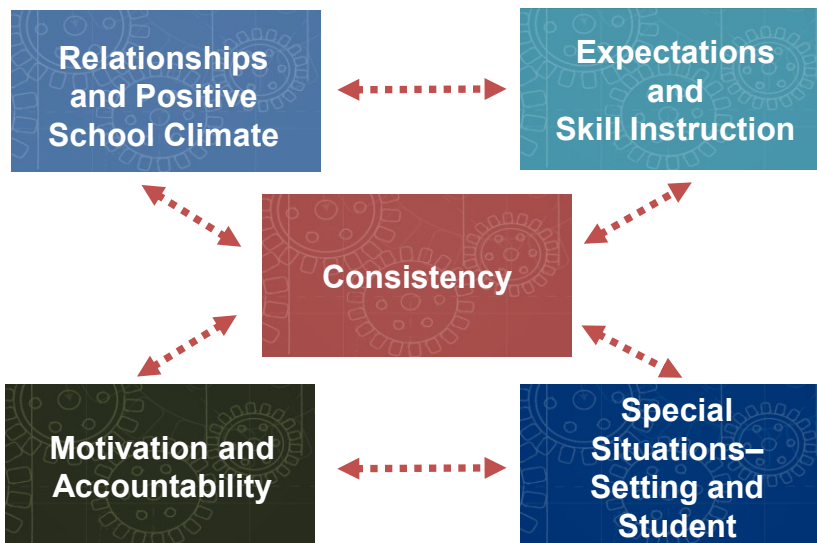 Relationships
and Positive
School Climate
Expectations
and
Skill Instruction
Consistency
Motivation and
Accountability
Special
Situations–
Setting and
Student